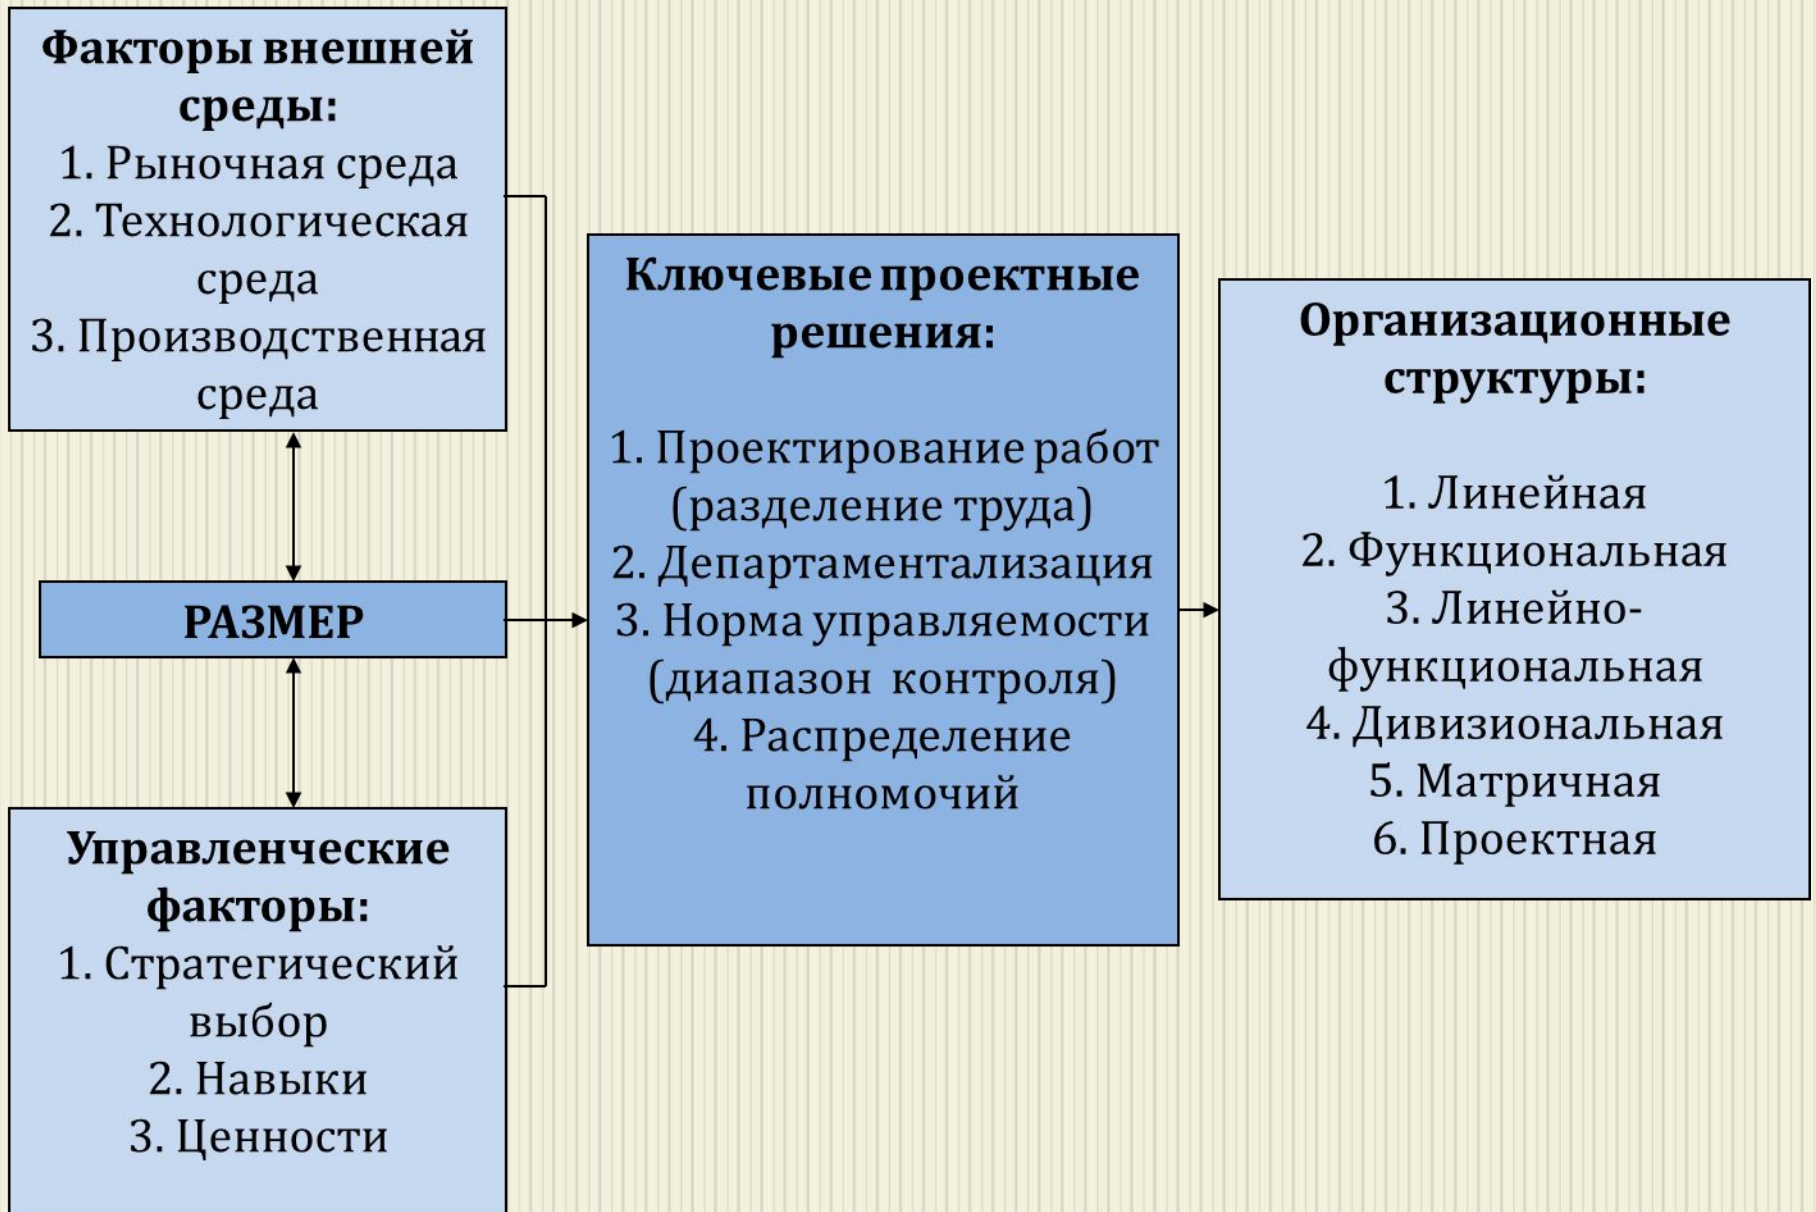 Факторы внешней
среды:
1. Рыночная среда
2. Технологическая
среда
3. Производственная
среда
РАЗМЕР
Управленческие
факторы:
1. Стратегический
выбор
2. Навыки
3. Ценности
Ключевые проектные
решения:
1. Проектирование работ
(разделение труда)
2. Департаментализация
3. Норма управляемости
(диапазон контроля)
4. Распределение
полномочий
Организационные
структуры:
1. Линейная
2. Функциональная
3. Линейно-
функциональная
4. Дивизиональная
5. Матричная
6. Проектная